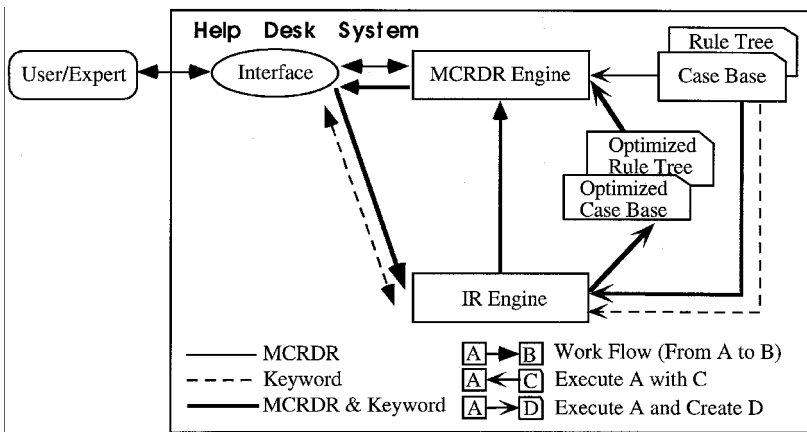 Help Desk System
User/Expert
Interface
MCRDR Engine
Rule Tree
Case Base
Optimized
Rule Tree
Optimized
Case Base
IR Engine
MCRDR
Keyword
MCRDR & Keyword
A B Work Flow (From A to B)
A C Execute A with C
A D Execute A and Create D